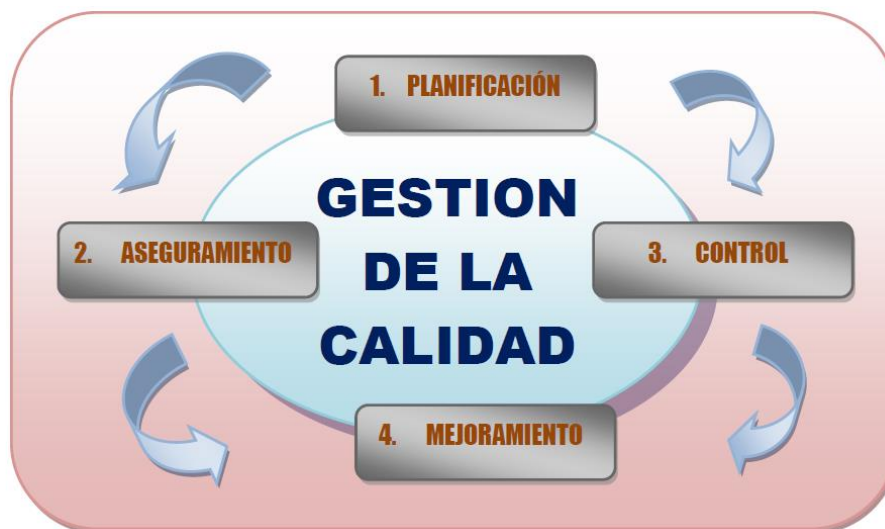 1. PLANIFICACIÓN
GESTION
DE LA
CALIDAD
2. ASEGURAMIENTO
3. CONTROL
4. MEJORAMIENTO